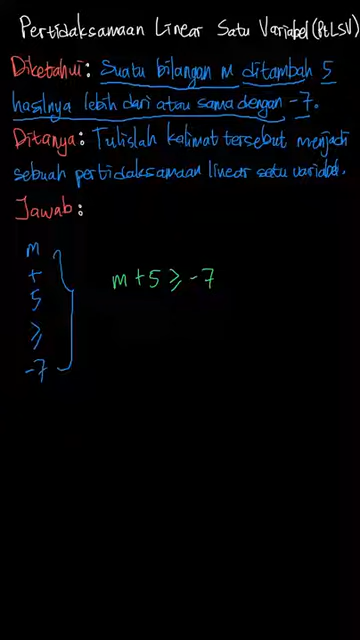 Pertidaksamaan Linear Satu Variabel (PtLSV)
Diketahui: Suatu bilangan m ditambah 5
hasilnya lebih dari atau sama dengan -7.
Ditanya: Tulislah kalimat tersebut menjadi
sebuah pertidaksamaan linear satu variabel.
Jawab:
m
+
5
≥
-7
m + 5 ≥ -7